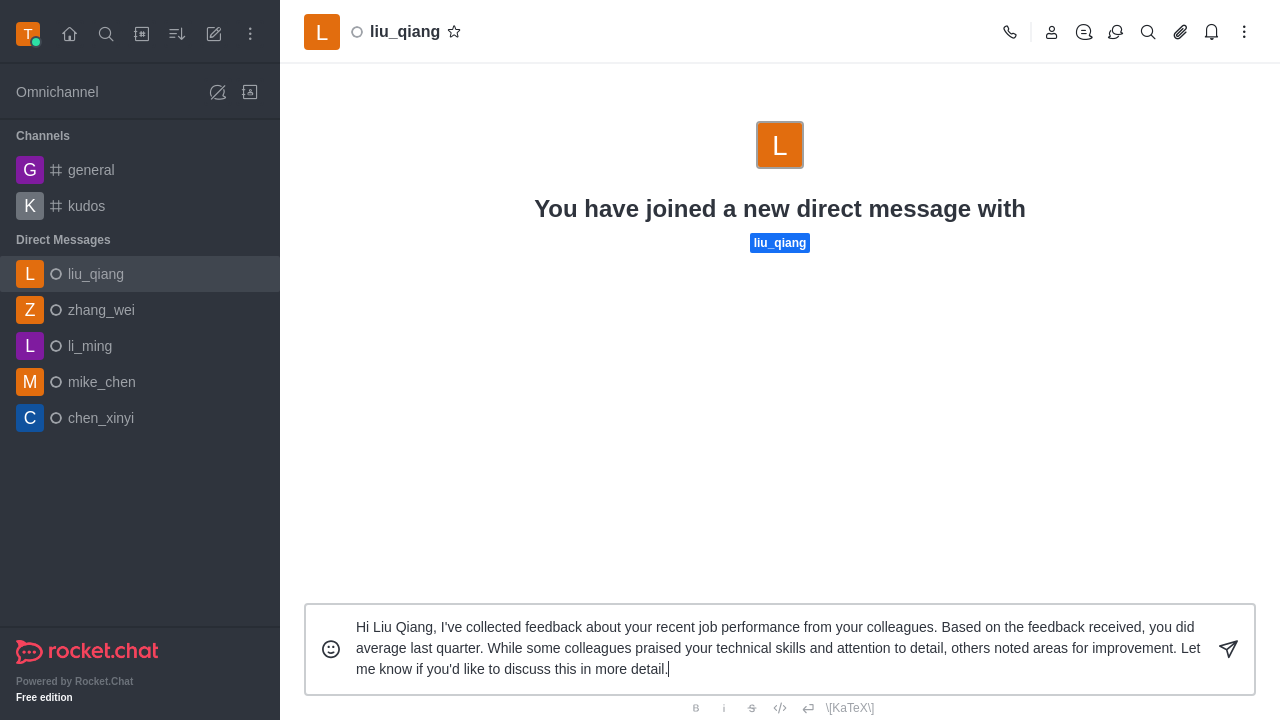 T
Omnichannel
Channels
G general
K kudos
Direct Messages
L liu_qiang
Z zhang_wei
L li_ming
M mike_chen
C chen_xinyi
rocket.chat
Powered by Rocket.Chat
Free edition
L liu_qiang
L
You have joined a new direct message with
liu_qiang
Hi Liu Qiang, I've collected feedback about your recent job performance from your colleagues. Based on the feedback received, you did
average last quarter. While some colleagues praised your technical skills and attention to detail, others noted areas for improvement. Let
me know if you'd like to discuss this in more detail.
B i S \[KaTeX\]